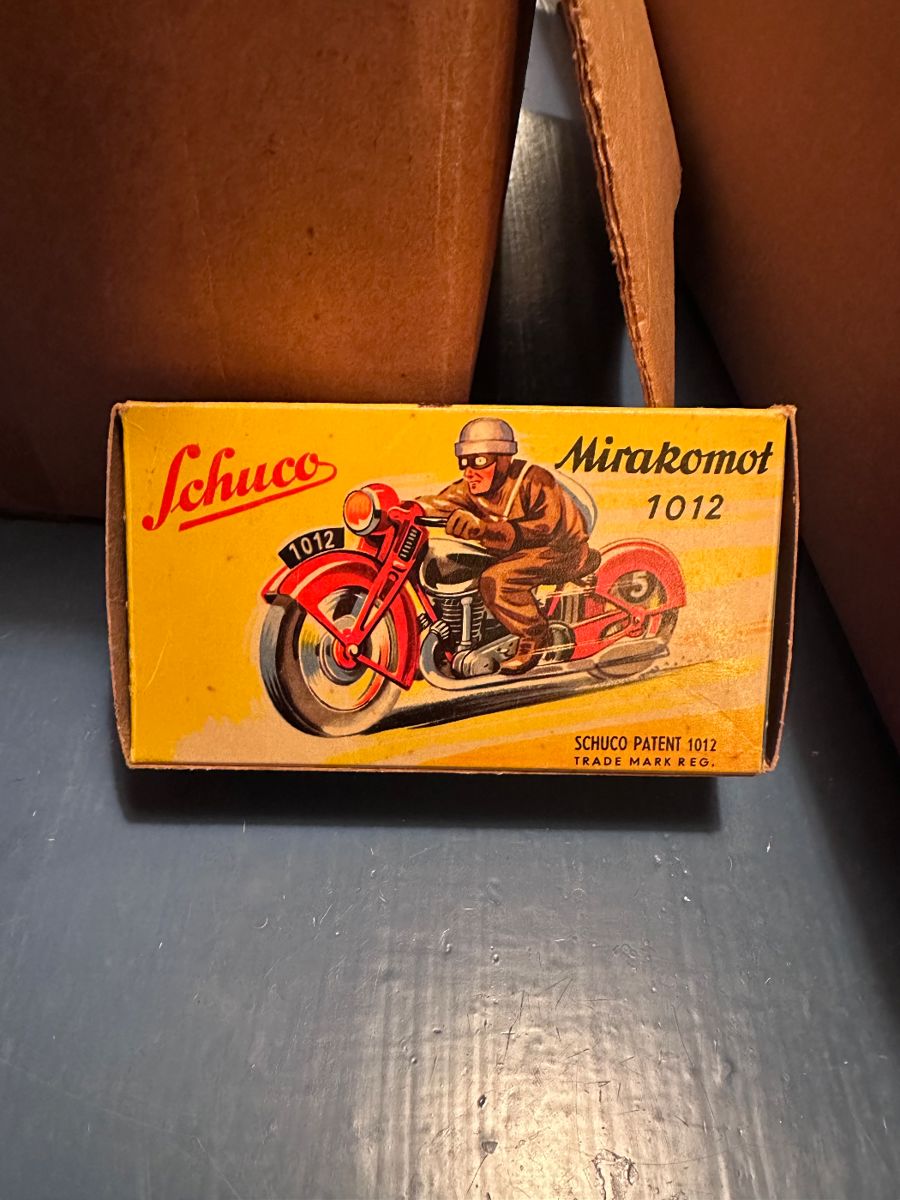 Schuco
Mirakomot
1012
1012
5
SCHUCO PATENT 1012
TRADE MARK REG.